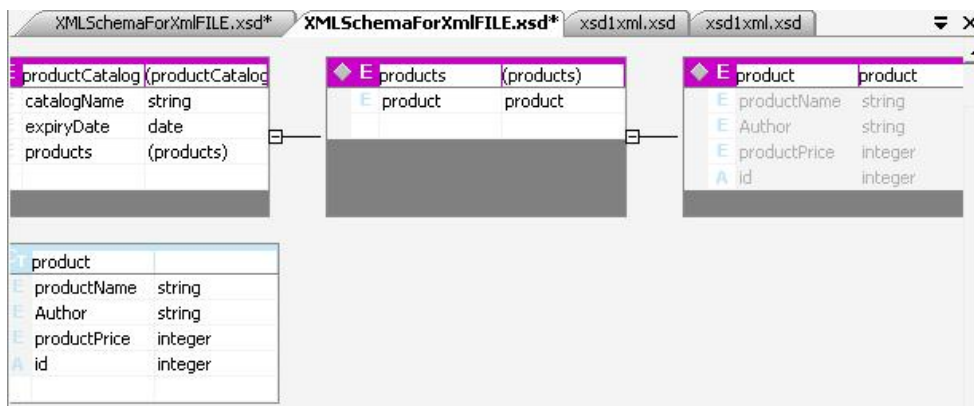 XMLSchemaForXmlFILE.xsd* XMLSchemaForXmlFILE.xsd* xsd1xml.xsd xsd1xml.xsd
E productCatalog (productCatalog
E catalogName string
E expiryDate date
E products (products)
E products (products)
E product product
E product product
E productName string
E Author string
E productPrice integer
A id integer
CT product
E productName string
E Author string
E productPrice integer
A id integer